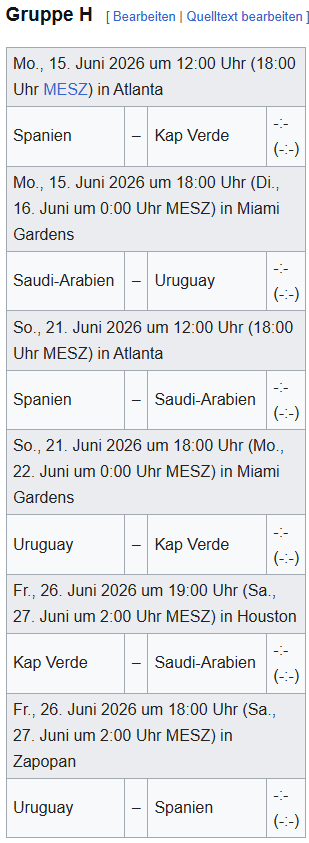 Gruppe H [ Bearbeiten | Quelltext bearbeiten ]
Mo., 15. Juni 2026 um 12:00 Uhr (18:00
Uhr MESZ) in Atlanta
Spanien – Kap Verde -:- (-:-)
Mo., 15. Juni 2026 um 18:00 Uhr (Di.,
16. Juni um 0:00 Uhr MESZ) in Miami
Gardens
Saudi-Arabien – Uruguay -:- (-:-)
So., 21. Juni 2026 um 12:00 Uhr (18:00
Uhr MESZ) in Atlanta
Spanien – Saudi-Arabien -:- (-:-)
So., 21. Juni 2026 um 18:00 Uhr (Mo.,
22. Juni um 0:00 Uhr MESZ) in Miami
Gardens
Uruguay – Kap Verde -:- (-:-)
Fr., 26. Juni 2026 um 19:00 Uhr (Sa.,
27. Juni um 2:00 Uhr MESZ) in Houston
Kap Verde – Saudi-Arabien -:- (-:-)
Fr., 26. Juni 2026 um 18:00 Uhr (Sa.,
27. Juni um 2:00 Uhr MESZ) in
Zapopan
Uruguay – Spanien -:- (-:-)